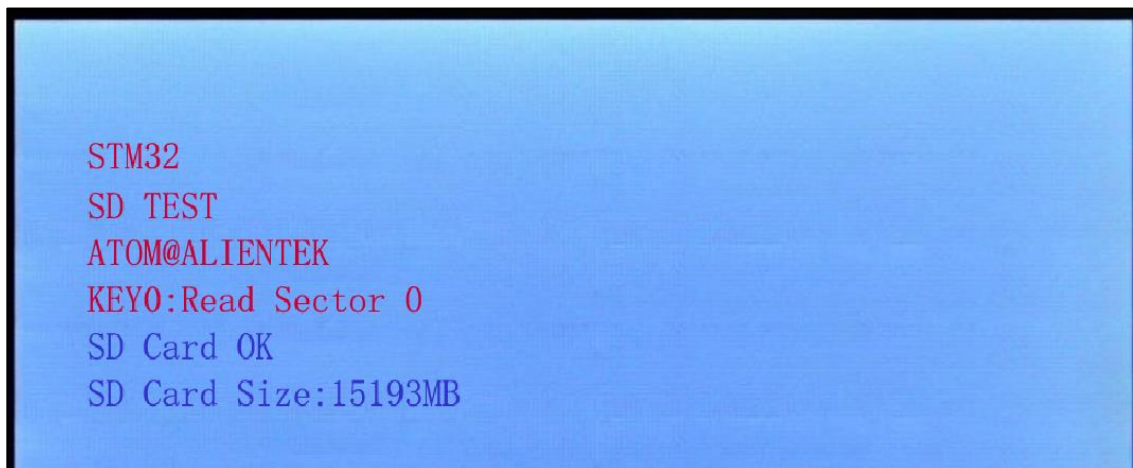 STM32
SD TEST
ATOM@ALIENTEK
KEY0:Read Sector 0
SD Card OK
SD Card Size:15193MB